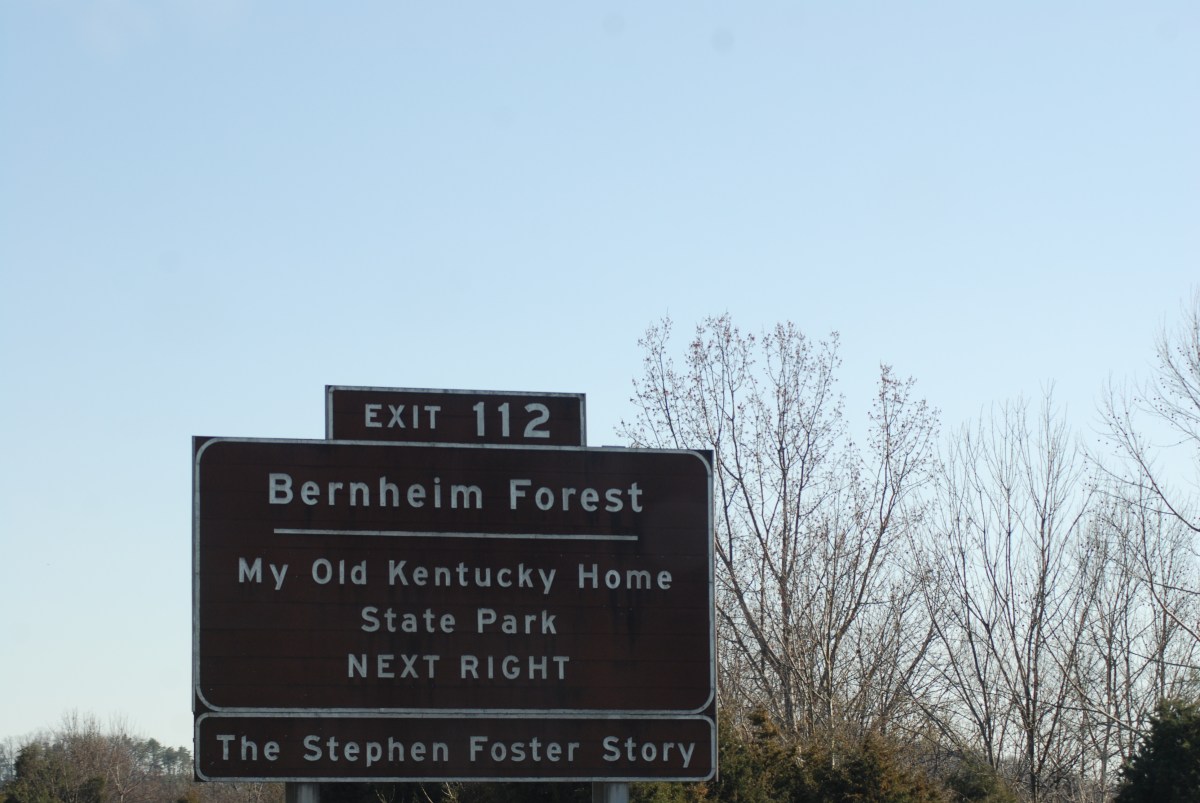 EXIT 112
Bernheim Forest
My Old Kentucky Home
State Park
NEXT RIGHT
The Stephen Foster Story